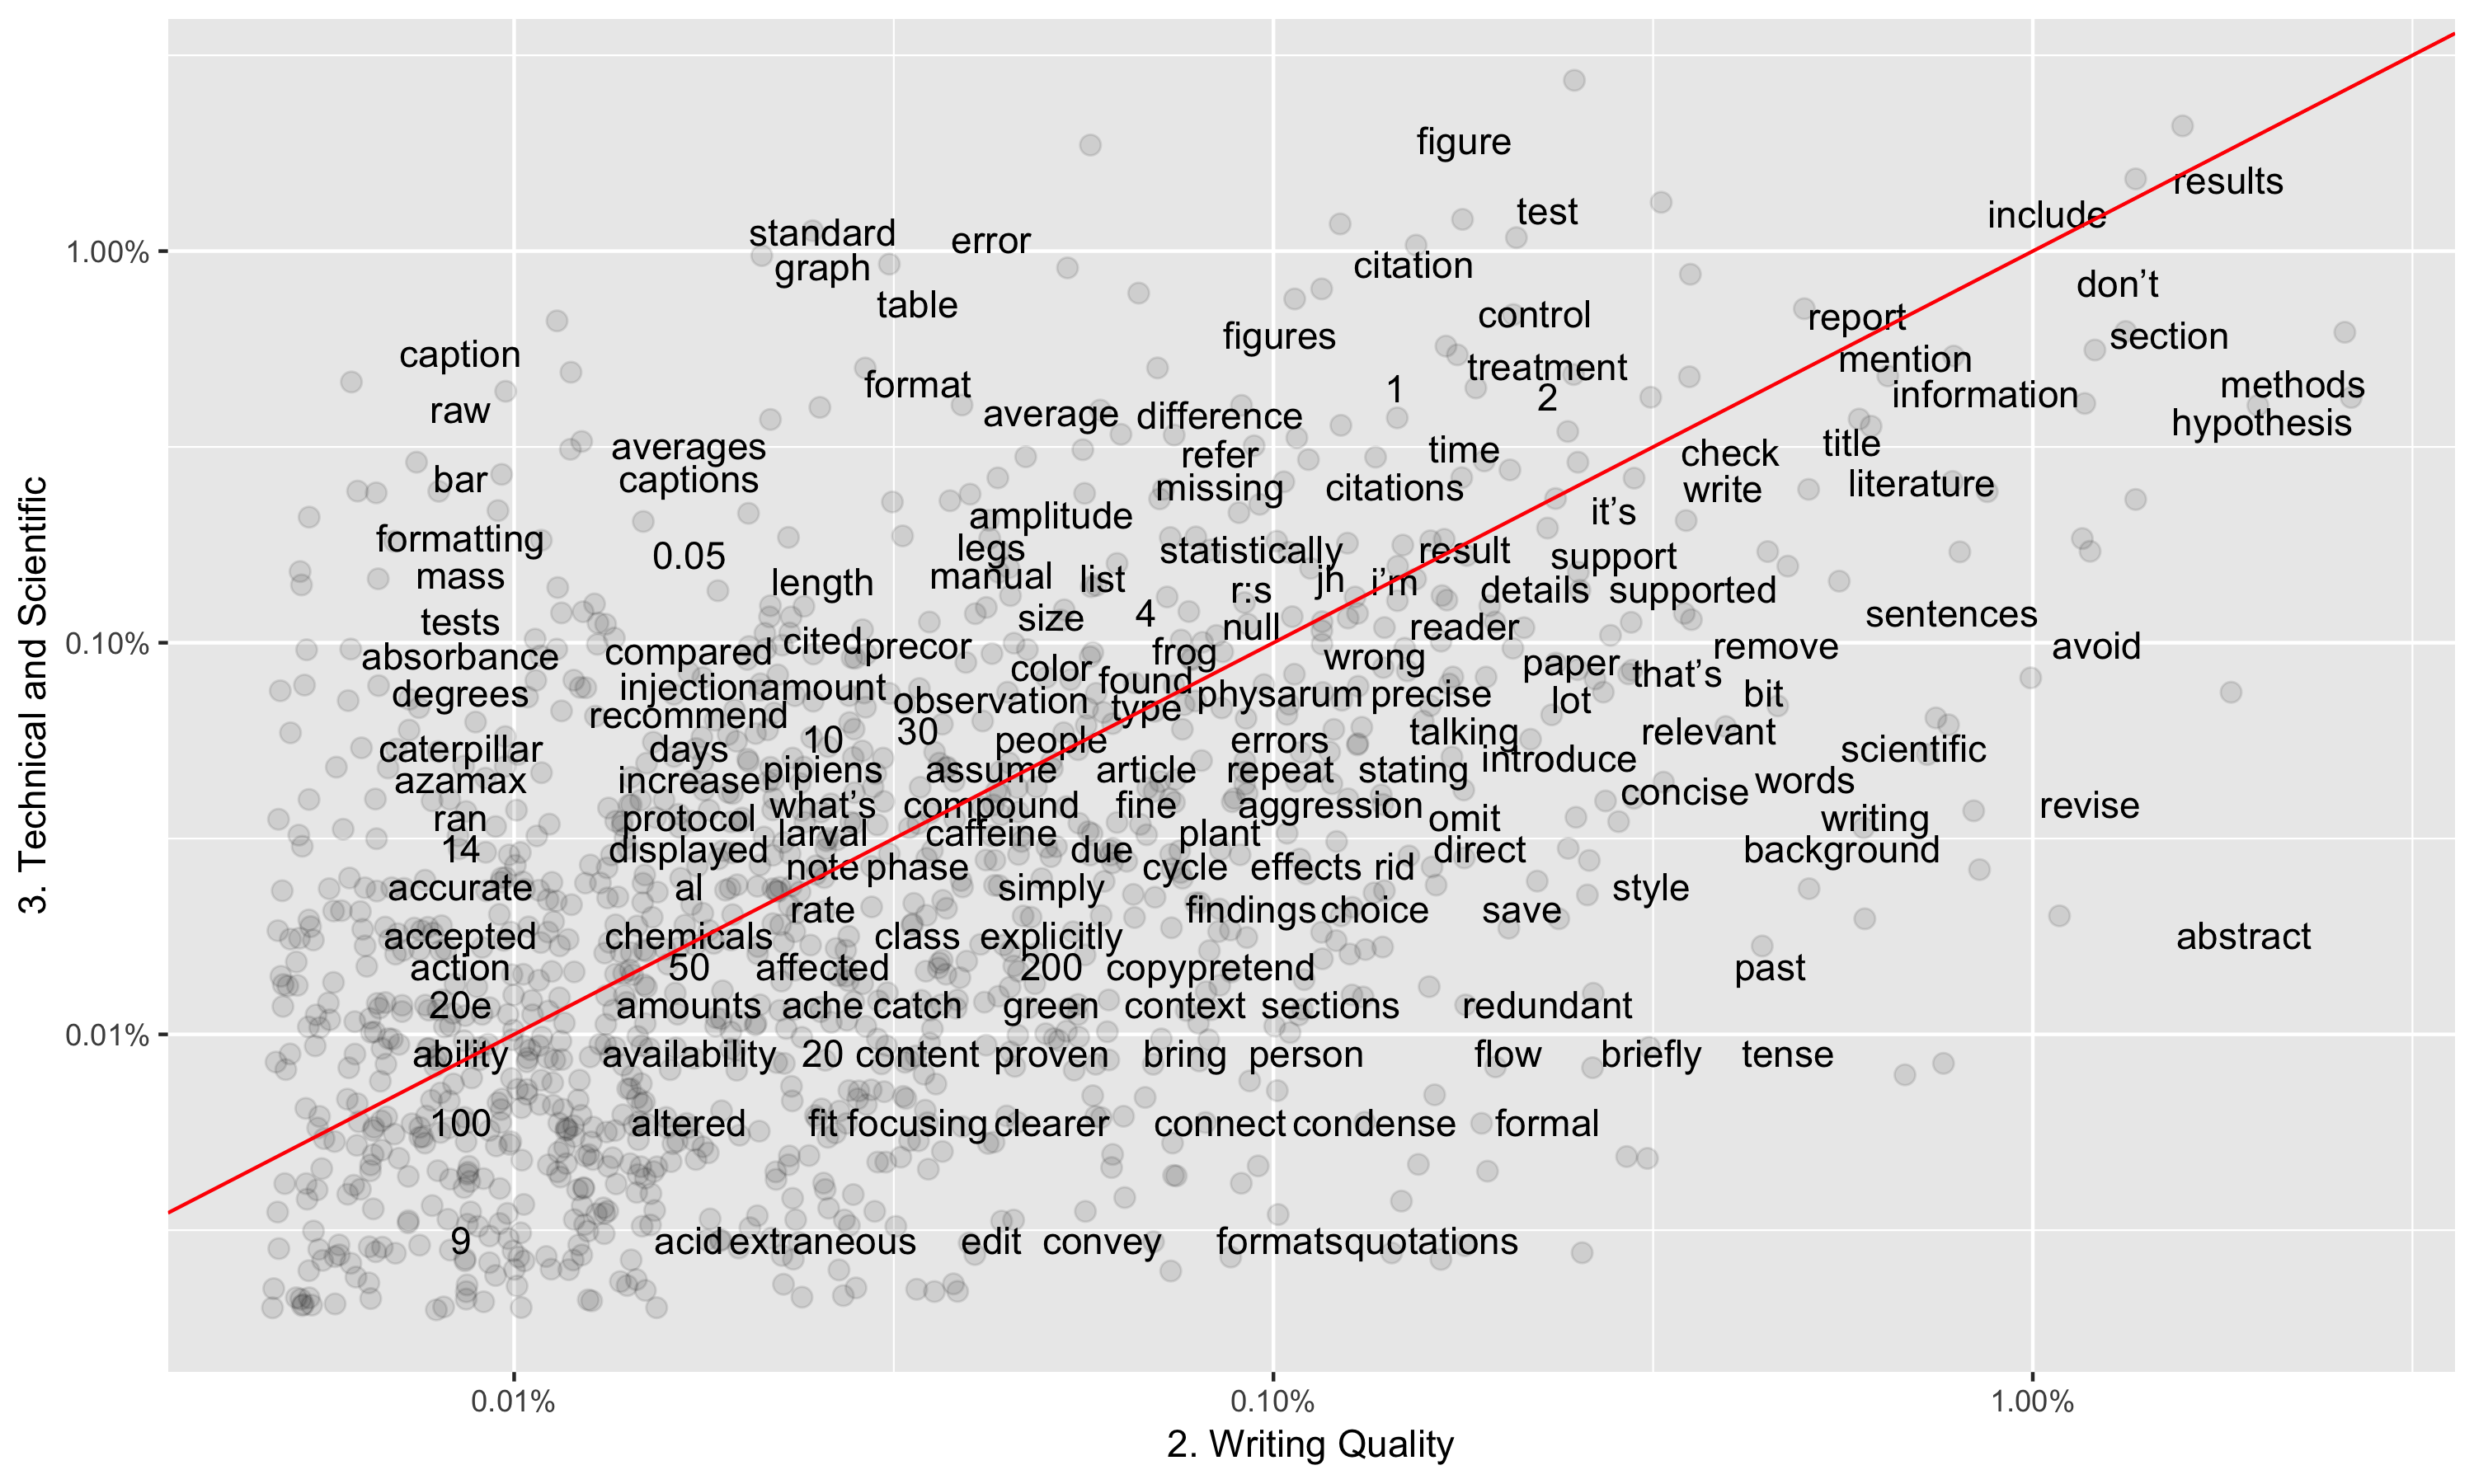 figure
results
test
include
standard
error
citation
graph
don’t
table
control
report
figures
section
caption
mention
treatment
format
1
methods
2
information
raw
average
difference
hypothesis
averages
time
title
refer
check
bar
captions
missing
citations
write
literature
amplitude
it’s
formatting
0.05
legs
statistically
result
support
mass
length
manual
list
jh
i’m
r:s
details
supported
tests
size
4
null
reader
sentences
absorbance
compared
cited
precor
color
frog
wrong
paper
that’s
remove
avoid
degrees
injection
amount
observation
found
physarum
precise
lot
bit
recommend
type
caterpillar
days
10
30
people
errors
talking
relevant
scientific
azamax
increase
pipiens
assume
article
repeat
stating
introduce
words
what’s
compound
fine
aggression
concise
revise
ran
protocol
larval
caffeine
plant
omit
writing
14
displayed
due
direct
background
note
phase
cycle
effects
rid
accurate
al
simply
style
rate
findings
choice
save
accepted
chemicals
class
explicitly
abstract
action
50
affected
200
copy
pretend
past
20e
amounts
ache
catch
green
context
sections
redundant
ability
availability
20
content
proven
bring
person
flow
briefly
tense
100
altered
fit
focusing
clearer
connect
condense
formal
9
acid
extraneous
edit
convey
formats
quotations
1.00%
0.10%
0.01%
3. Technical and Scientific
0.01%
0.10%
1.00%
2. Writing Quality